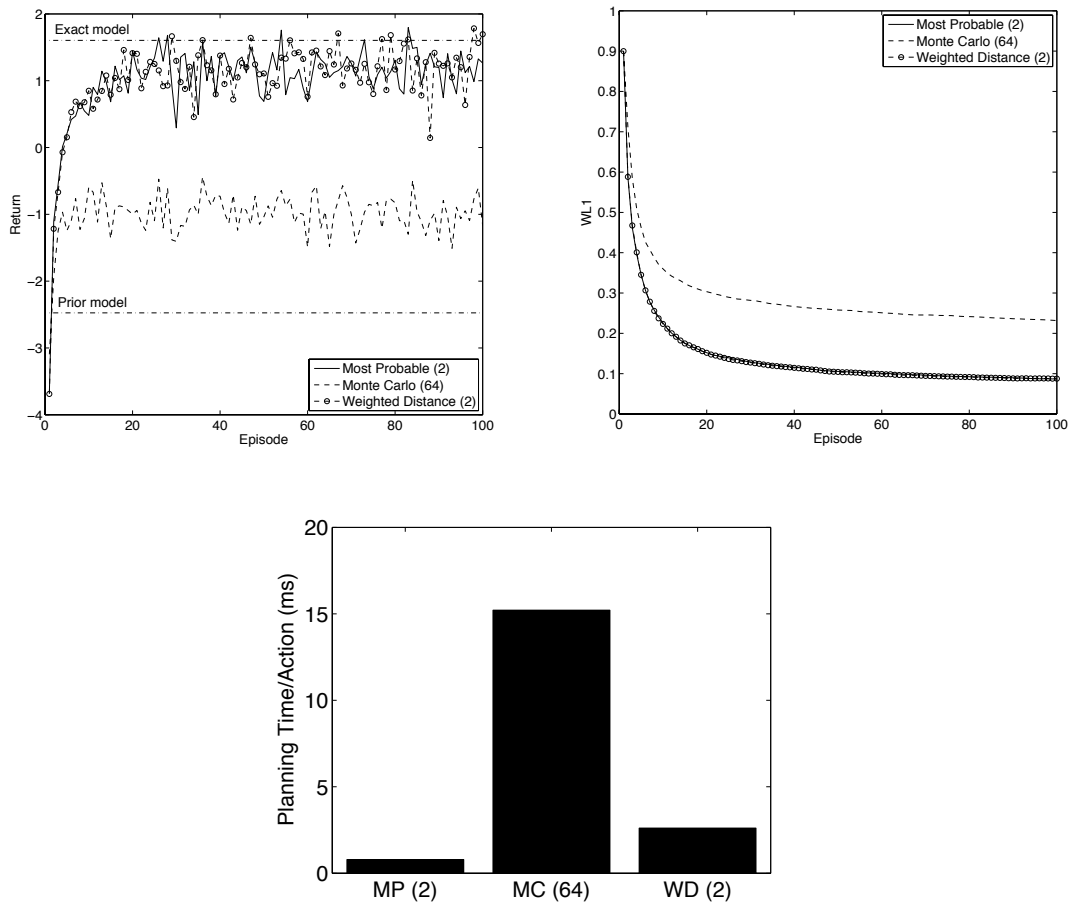 2
1
0
−1
−2
−3
−4
Return
Exact model
Prior model
Most Probable (2)
Monte Carlo (64)
Weighted Distance (2)
0 20 40 60 80 100
Episode
1
0.9
0.8
0.7
0.6
0.5
0.4
0.3
0.2
0.1
0
WL1
Most Probable (2)
Monte Carlo (64)
Weighted Distance (2)
0 20 40 60 80 100
Episode
20
15
10
5
0
Planning Time/Action (ms)
MP (2) MC (64) WD (2)